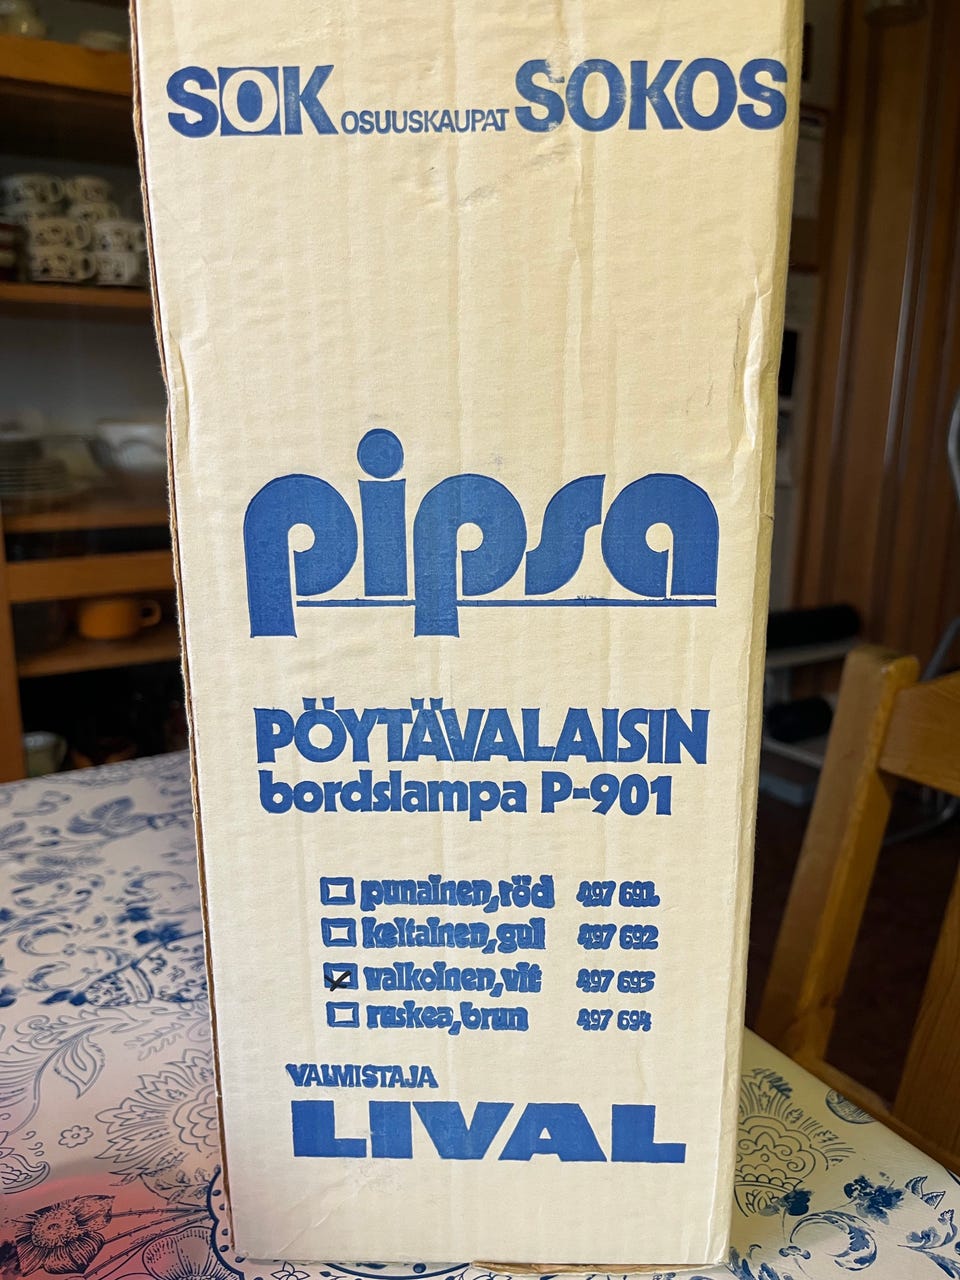 SOK OSUUSKAUPAT SOKOS
pipsa
PÖYTÄVALAISIN
bordslampa P-901
punainen, röd 497 691
keltainen, gul 497 692
valkoinen, vit 497 693
ruskea, brun 497 694
VALMISTAJA
LIVAL